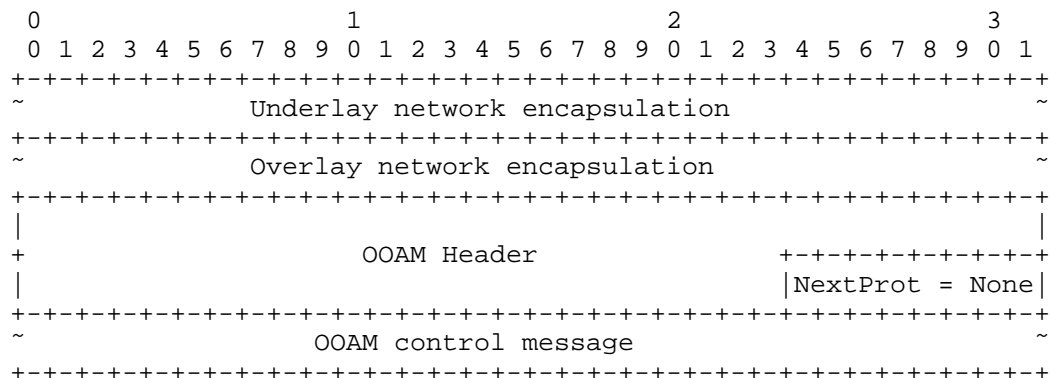 0                   1                   2                   3
 0 1 2 3 4 5 6 7 8 9 0 1 2 3 4 5 6 7 8 9 0 1 2 3 4 5 6 7 8 9 0 1
+-+-+-+-+-+-+-+-+-+-+-+-+-+-+-+-+-+-+-+-+-+-+-+-+-+-+-+-+-+-+-+-+
~              Underlay network encapsulation                   ~
+-+-+-+-+-+-+-+-+-+-+-+-+-+-+-+-+-+-+-+-+-+-+-+-+-+-+-+-+-+-+-+-+
~              Overlay network encapsulation                    ~
+-+-+-+-+-+-+-+-+-+-+-+-+-+-+-+-+-+-+-+-+-+-+-+-+-+-+-+-+-+-+-+-+
|                                                               |
+                     OOAM Header               +-+-+-+-+-+-+-+-+
|                                               |NextProt = None|
+-+-+-+-+-+-+-+-+-+-+-+-+-+-+-+-+-+-+-+-+-+-+-+-+-+-+-+-+-+-+-+-+
~                  OOAM control message                         ~
+-+-+-+-+-+-+-+-+-+-+-+-+-+-+-+-+-+-+-+-+-+-+-+-+-+-+-+-+-+-+-+-+